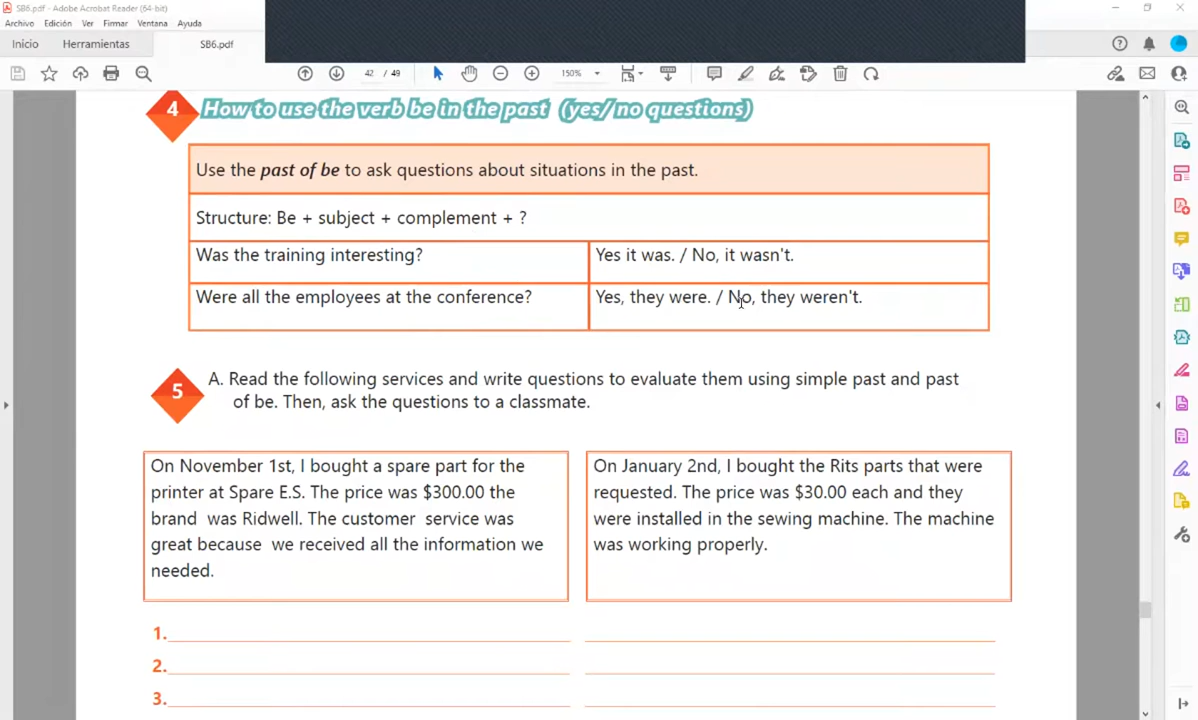 SB6.pdf - Adobe Acrobat Reader (64-bit)
Archivo Edición Ver Firmar Ventana Ayuda
Inicio Herramientas SB6.pdf
42 / 49 150%
4 How to use the verb be in the past (yes/ no questions)
Use the past of be to ask questions about situations in the past.
Structure: Be + subject + complement + ?
Was the training interesting? Yes it was. / No, it wasn't.
Were all the employees at the conference? Yes, they were. / No, they weren't.
5 A. Read the following services and write questions to evaluate them using simple past and past
of be. Then, ask the questions to a classmate.
On November 1st, I bought a spare part for the
printer at Spare E.S. The price was $300.00 the
brand was Ridwell. The customer service was
great because we received all the information we
needed.
On January 2nd, I bought the Rits parts that were
requested. The price was $30.00 each and they
were installed in the sewing machine. The machine
was working properly.
1.
2.
3.